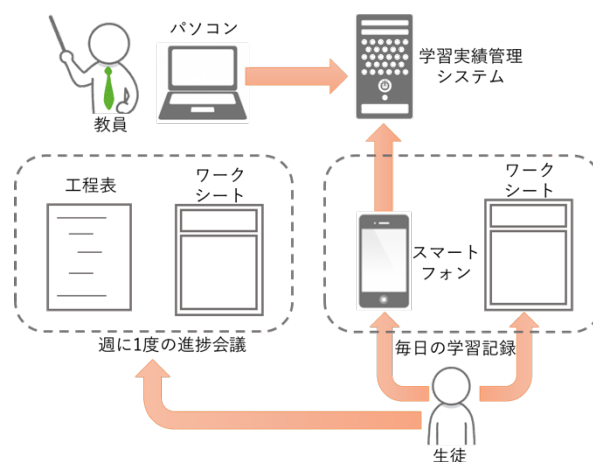 パソコン
学習実績管理
システム
教員
工程表
ワーク
シート
スマート
フォン
ワーク
シート
週に1度の進捗会議
毎日の学習記録
生徒